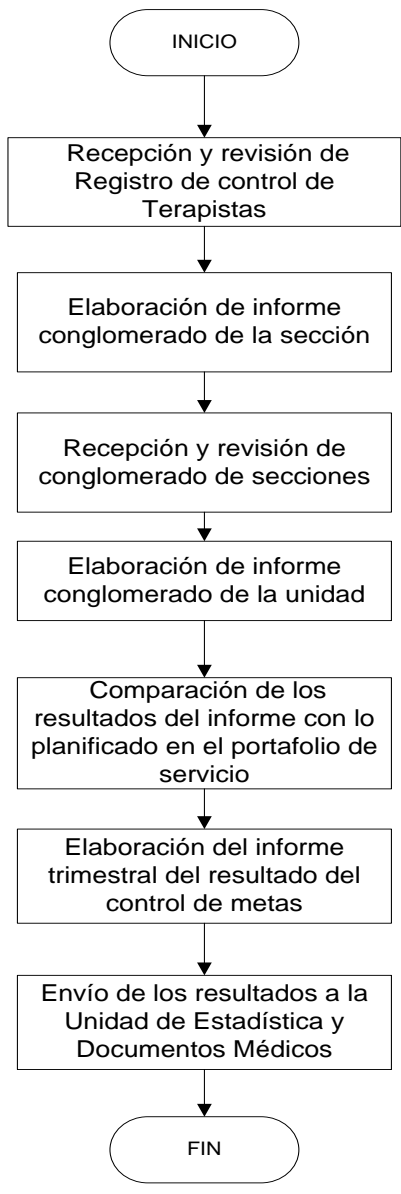 INICIO
Recepción y revisión de
Registro de control de
Terapistas
Elaboración de informe
conglomerado de la sección
Recepción y revisión de
conglomerado de secciones
Elaboración de informe
conglomerado de la unidad
Comparación de los
resultados del informe con lo
planificado en el portafolio de
servicio
Elaboración del informe
trimestral del resultado del
control de metas
Envío de los resultados a la
Unidad de Estadística y
Documentos Médicos
FIN